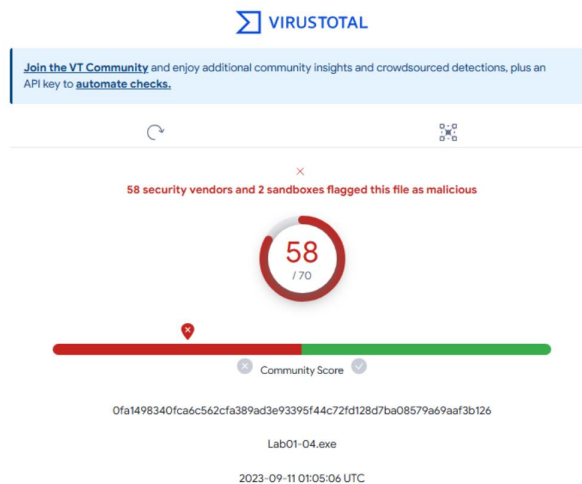 VIRUSTOTAL
Join the VT Community and enjoy additional community insights and crowdsourced detections, plus an
API key to automate checks.
58 security vendors and 2 sandboxes flagged this file as malicious
58
/ 70
Community Score
0fa1498340fca6c562cfa389ad3e93395f44c72fd128d7ba08579a69aaf3b126
Lab01-04.exe
2023-09-11 01:05:06 UTC